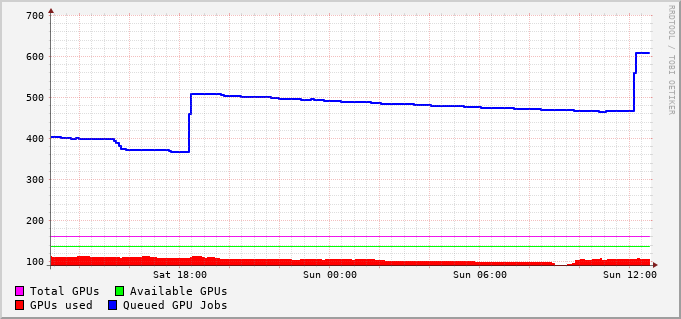 700
600
500
400
300
200
100
Sat 18:00 Sun 00:00 Sun 06:00 Sun 12:00
Total GPUs Available GPUs
GPUs used Queued GPU Jobs
RRDTOOL / TOBI OETIKER